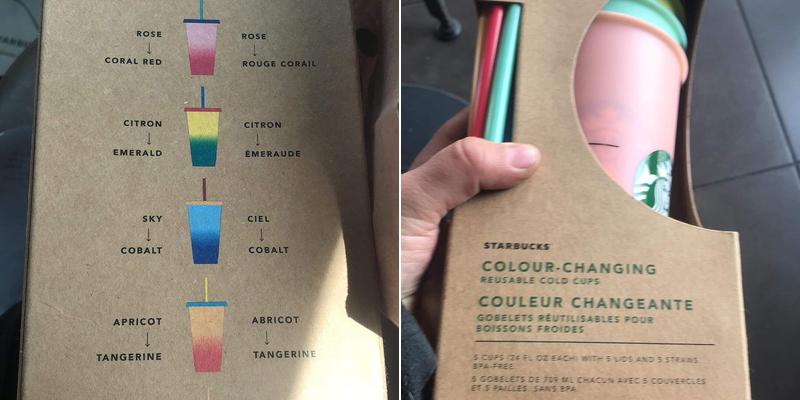 ROSE
↓
CORAL RED
ROSE
↓
ROUGE CORAIL
CITRON
↓
EMERALD
CITRON
↓
ÉMERAUDE
SKY
↓
COBALT
CIEL
↓
COBALT
APRICOT
↓
TANGERINE
ABRICOT
↓
TANGERINE
STARBUCKS
COLOUR-CHANGING
REUSABLE COLD CUPS
COULEUR CHANGEANTE
GOBELETS RÉUTILISABLES POUR
BOISSONS FROIDES
5 CUPS (24 FL OZ EACH) WITH 5 LIDS AND 5 STRAWS.
BPA-FREE.
5 GOBELETS DE 709 ML CHACUN AVEC 5 COUVERCLES
ET 5 PAILLES. SANS BPA.